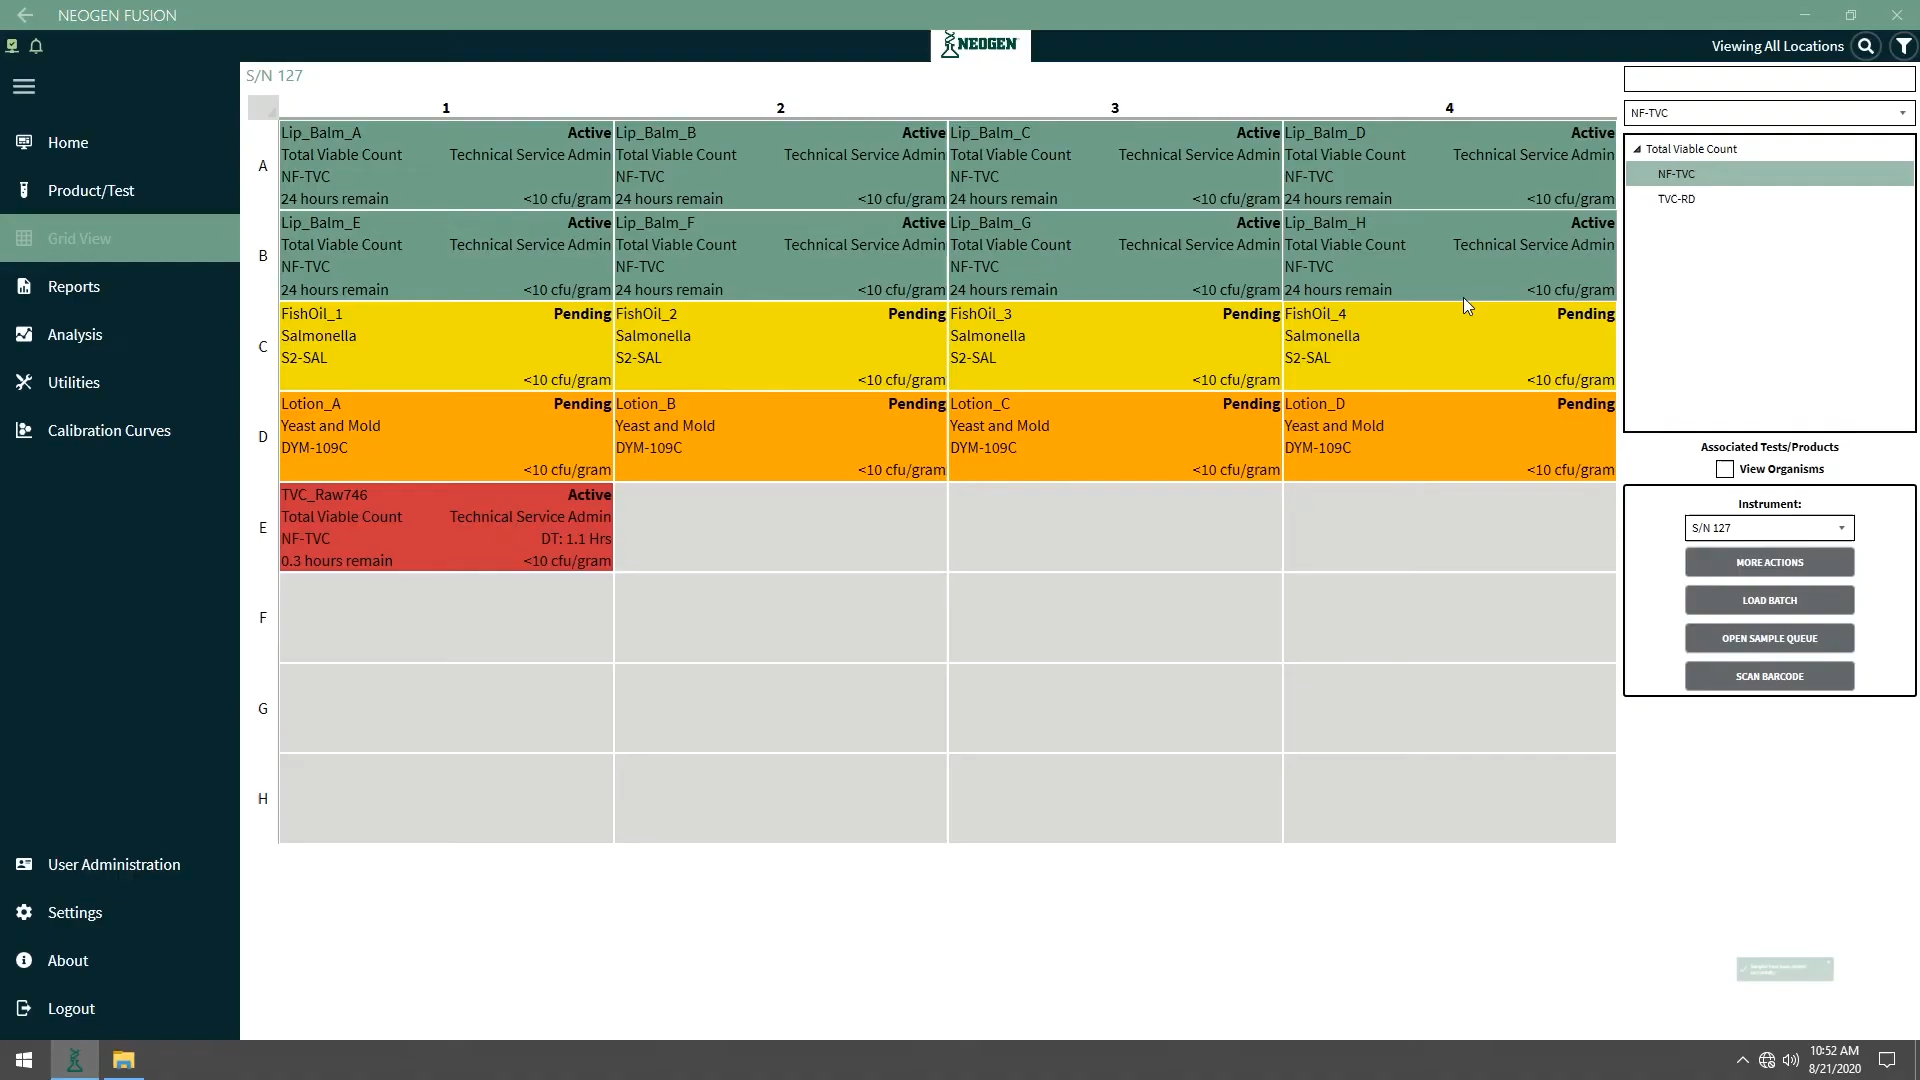 NEOGEN FUSION
NEOGEN
Viewing All Locations
S/N 127
1 2 3 4
NF-TVC
Home
Product/Test
Grid View
Reports
Analysis
Utilities
Calibration Curves
User Administration
Settings
About
Logout
A
Lip_Balm_A Active Lip_Balm_B Active Lip_Balm_C Active Lip_Balm_D Active
Total Viable Count Technical Service Admin Total Viable Count Technical Service Admin Total Viable Count Technical Service Admin Total Viable Count Technical Service Admin
NF-TVC NF-TVC NF-TVC NF-TVC
24 hours remain <10 cfu/gram 24 hours remain <10 cfu/gram 24 hours remain <10 cfu/gram 24 hours remain <10 cfu/gram
B
Lip_Balm_E Active Lip_Balm_F Active Lip_Balm_G Active Lip_Balm_H Active
Total Viable Count Technical Service Admin Total Viable Count Technical Service Admin Total Viable Count Technical Service Admin Total Viable Count Technical Service Admin
NF-TVC NF-TVC NF-TVC NF-TVC
24 hours remain <10 cfu/gram 24 hours remain <10 cfu/gram 24 hours remain <10 cfu/gram 24 hours remain <10 cfu/gram
C
FishOil_1 Pending FishOil_2 Pending FishOil_3 Pending FishOil_4 Pending
Salmonella Salmonella Salmonella Salmonella
S2-SAL S2-SAL S2-SAL S2-SAL
<10 cfu/gram <10 cfu/gram <10 cfu/gram <10 cfu/gram
D
Lotion_A Pending Lotion_B Pending Lotion_C Pending Lotion_D Pending
Yeast and Mold Yeast and Mold Yeast and Mold Yeast and Mold
DYM-109C DYM-109C DYM-109C DYM-109C
<10 cfu/gram <10 cfu/gram <10 cfu/gram <10 cfu/gram
E
TVC_Raw746 Active
Total Viable Count Technical Service Admin
NF-TVC DT: 1.1 Hrs
0.3 hours remain <10 cfu/gram
F
G
H
Total Viable Count
NF-TVC
TVC-RD
Associated Tests/Products
View Organisms
Instrument:
S/N 127
MORE ACTIONS
LOAD BATCH
OPEN SAMPLE QUEUE
SCAN BARCODE
10:52 AM
8/21/2020